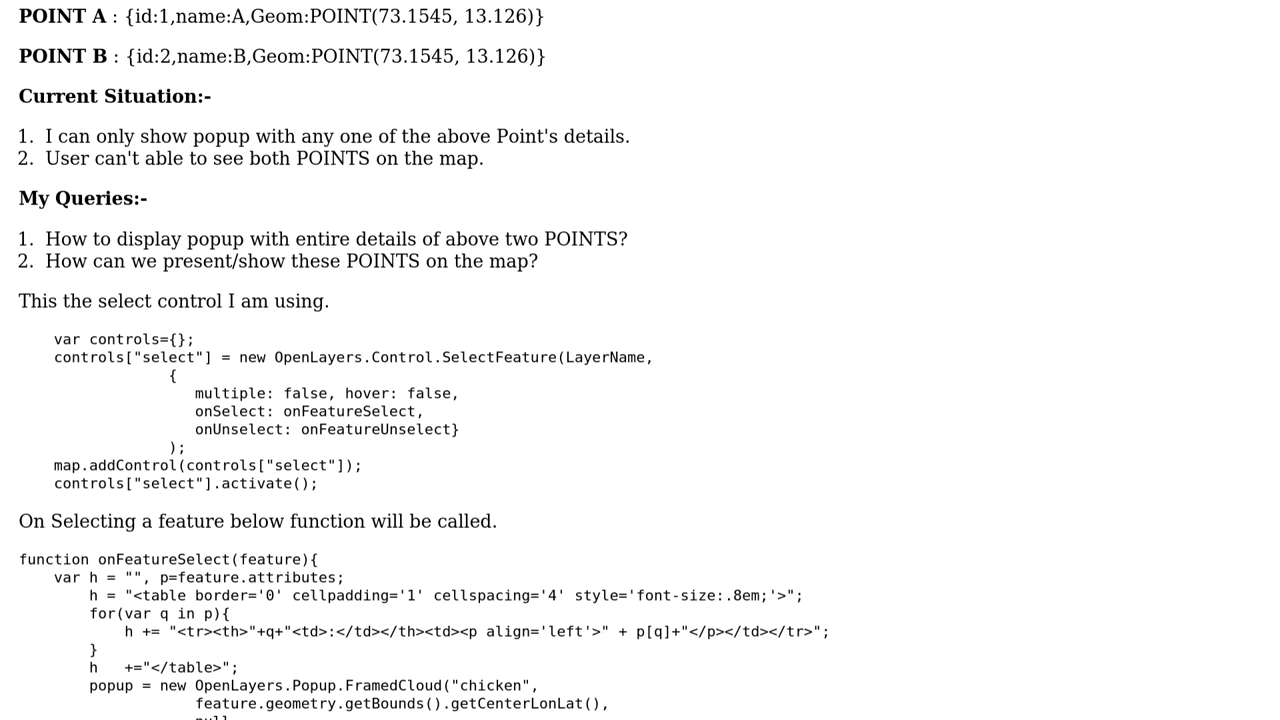 POINT A : {id:1,name:A,Geom:POINT(73.1545, 13.126)}
POINT B : {id:2,name:B,Geom:POINT(73.1545, 13.126)}
Current Situation:-
1. I can only show popup with any one of the above Point's details.
2. User can't able to see both POINTS on the map.
My Queries:-
1. How to display popup with entire details of above two POINTS?
2. How can we present/show these POINTS on the map?
This the select control I am using.
var controls={};
controls["select"] = new OpenLayers.Control.SelectFeature(LayerName,
{
multiple: false, hover: false,
onSelect: onFeatureSelect,
onUnselect: onFeatureUnselect}
);
map.addControl(controls["select"]);
controls["select"].activate();
On Selecting a feature below function will be called.
function onFeatureSelect(feature){
var h = "", p=feature.attributes;
h = "<table border='0' cellpadding='1' cellspacing='4' style='font-size:.8em;'>";
for(var q in p){
h += "<tr><th>"+q+"<td>:</td></th><td><p align='left'>" + p[q]+"</p></td></tr>";
}
h   +="</table>";
popup = new OpenLayers.Popup.FramedCloud("chicken",
feature.geometry.getBounds().getCenterLonLat(),
null,